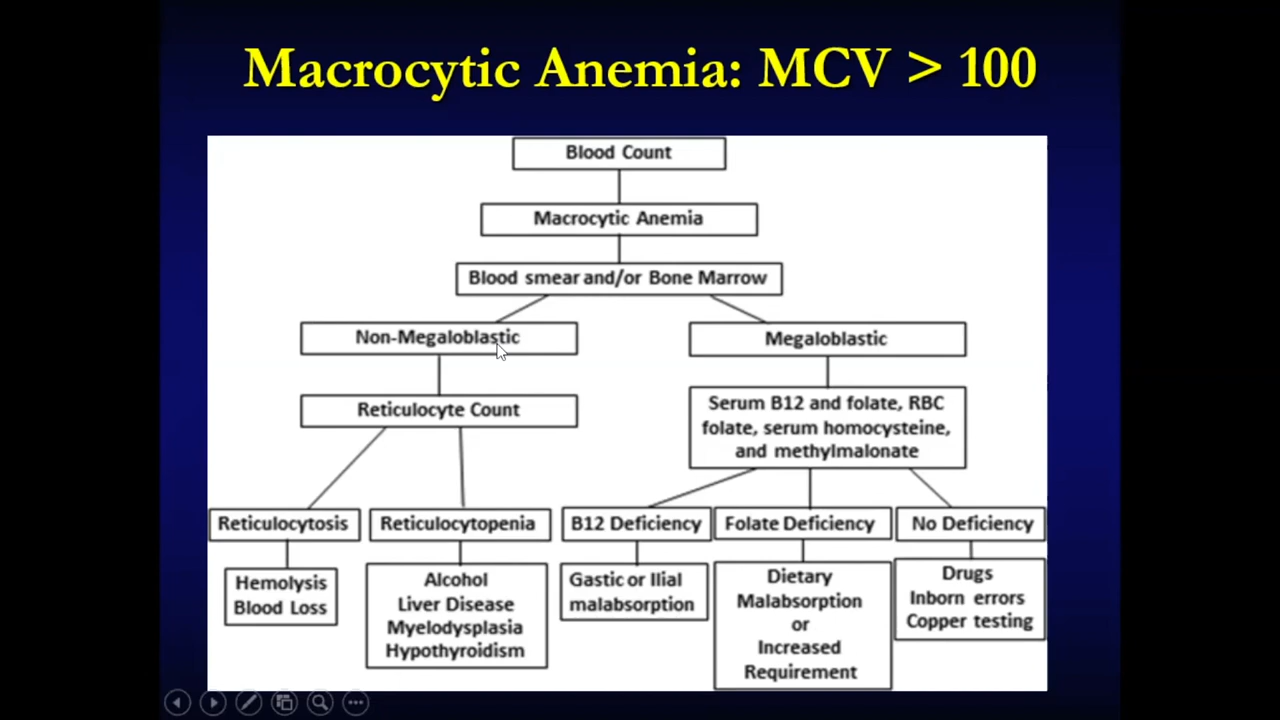 Macrocytic Anemia: MCV > 100
Blood Count
Macrocytic Anemia
Blood smear and/or Bone Marrow
Non-Megaloblastic
Megaloblastic
Reticulocyte Count
Serum B12 and folate, RBC
folate, serum homocysteine,
and methylmalonate
Reticulocytosis
Reticulocytopenia
B12 Deficiency
Folate Deficiency
No Deficiency
Hemolysis
Blood Loss
Alcohol
Liver Disease
Myelodysplasia
Hypothyroidism
Gastic or Ilial
malabsorption
Dietary
Malabsorption
or
Increased
Requirement
Drugs
Inborn errors
Copper testing